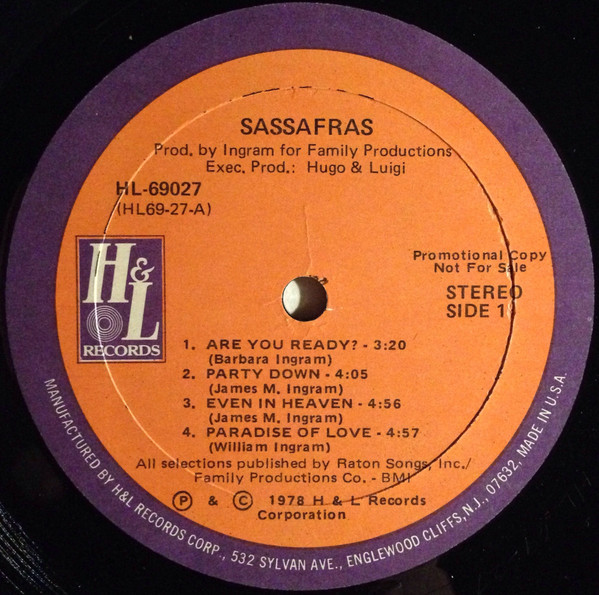 SASSAFRAS
Prod. by Ingram for Family Productions
Exec. Prod.: Hugo & Luigi
HL-69027
(HL69-27-A)
H&L
RECORDS
Promotional Copy
Not For Sale
STEREO
SIDE 1
1. ARE YOU READY? - 3:20
(Barbara Ingram)
2. PARTY DOWN - 4:05
(James M. Ingram)
3. EVEN IN HEAVEN - 4:56
(James M. Ingram)
4. PARADISE OF LOVE - 4:57
(William Ingram)
All selections published by Raton Songs, Inc./
Family Productions Co. - BMI
Ⓟ & © 1978 H & L Records
Corporation
MANUFACTURED BY H&L RECORDS CORP., 532 SYLVAN AVE., ENGLEWOOD CLIFFS, N.J., 07632, MADE IN U.S.A.